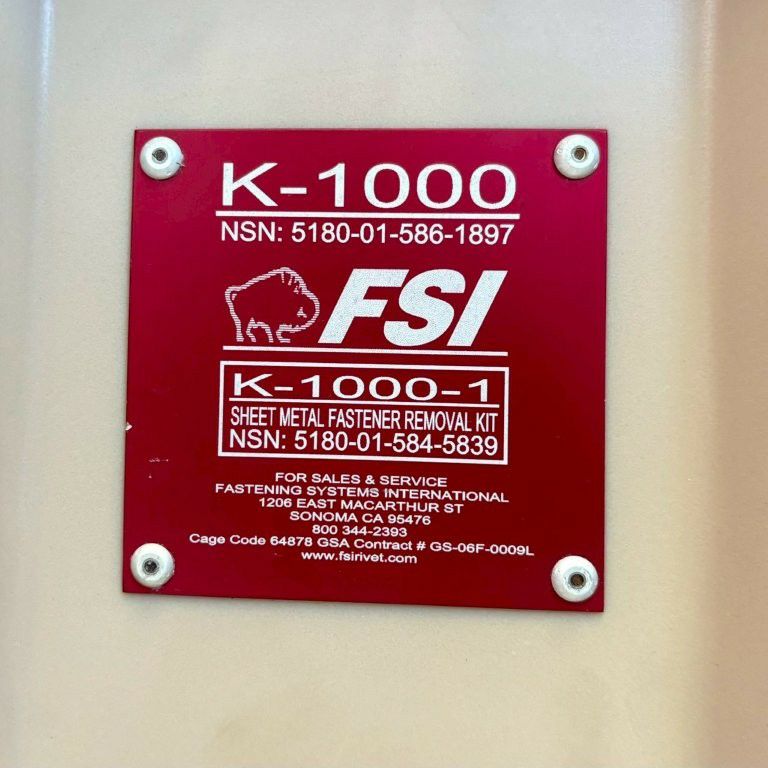 K-1000
NSN: 5180-01-586-1897
FSI
K-1000-1
SHEET METAL FASTENER REMOVAL KIT
NSN: 5180-01-584-5839
FOR SALES & SERVICE
FASTENING SYSTEMS INTERNATIONAL
1206 EAST MACARTHUR ST
SONOMA CA 95476
800 344-2393
Cage Code 64878 GSA Contract # GS-06F-0009L
www.fsirivet.com